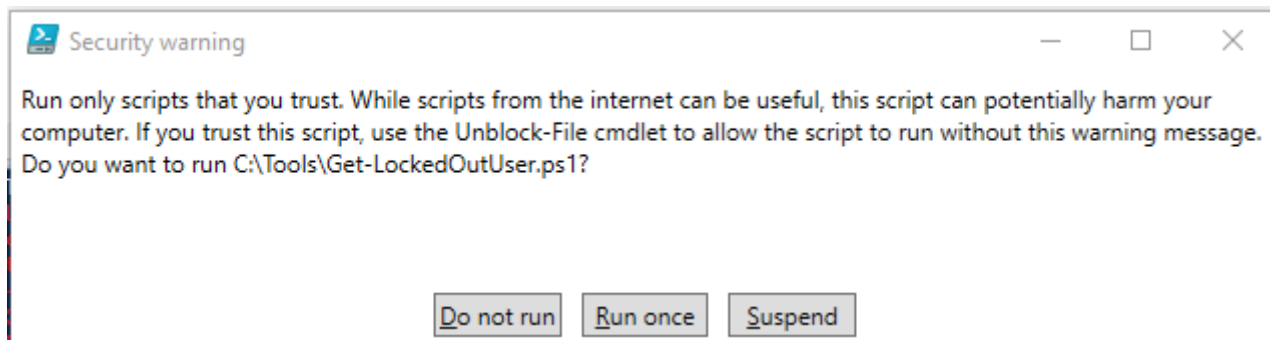 Security warning
Run only scripts that you trust. While scripts from the internet can be useful, this script can potentially harm your
computer. If you trust this script, use the Unblock-File cmdlet to allow the script to run without this warning message.
Do you want to run C:\Tools\Get-LockedOutUser.ps1?
Do not run Run once Suspend